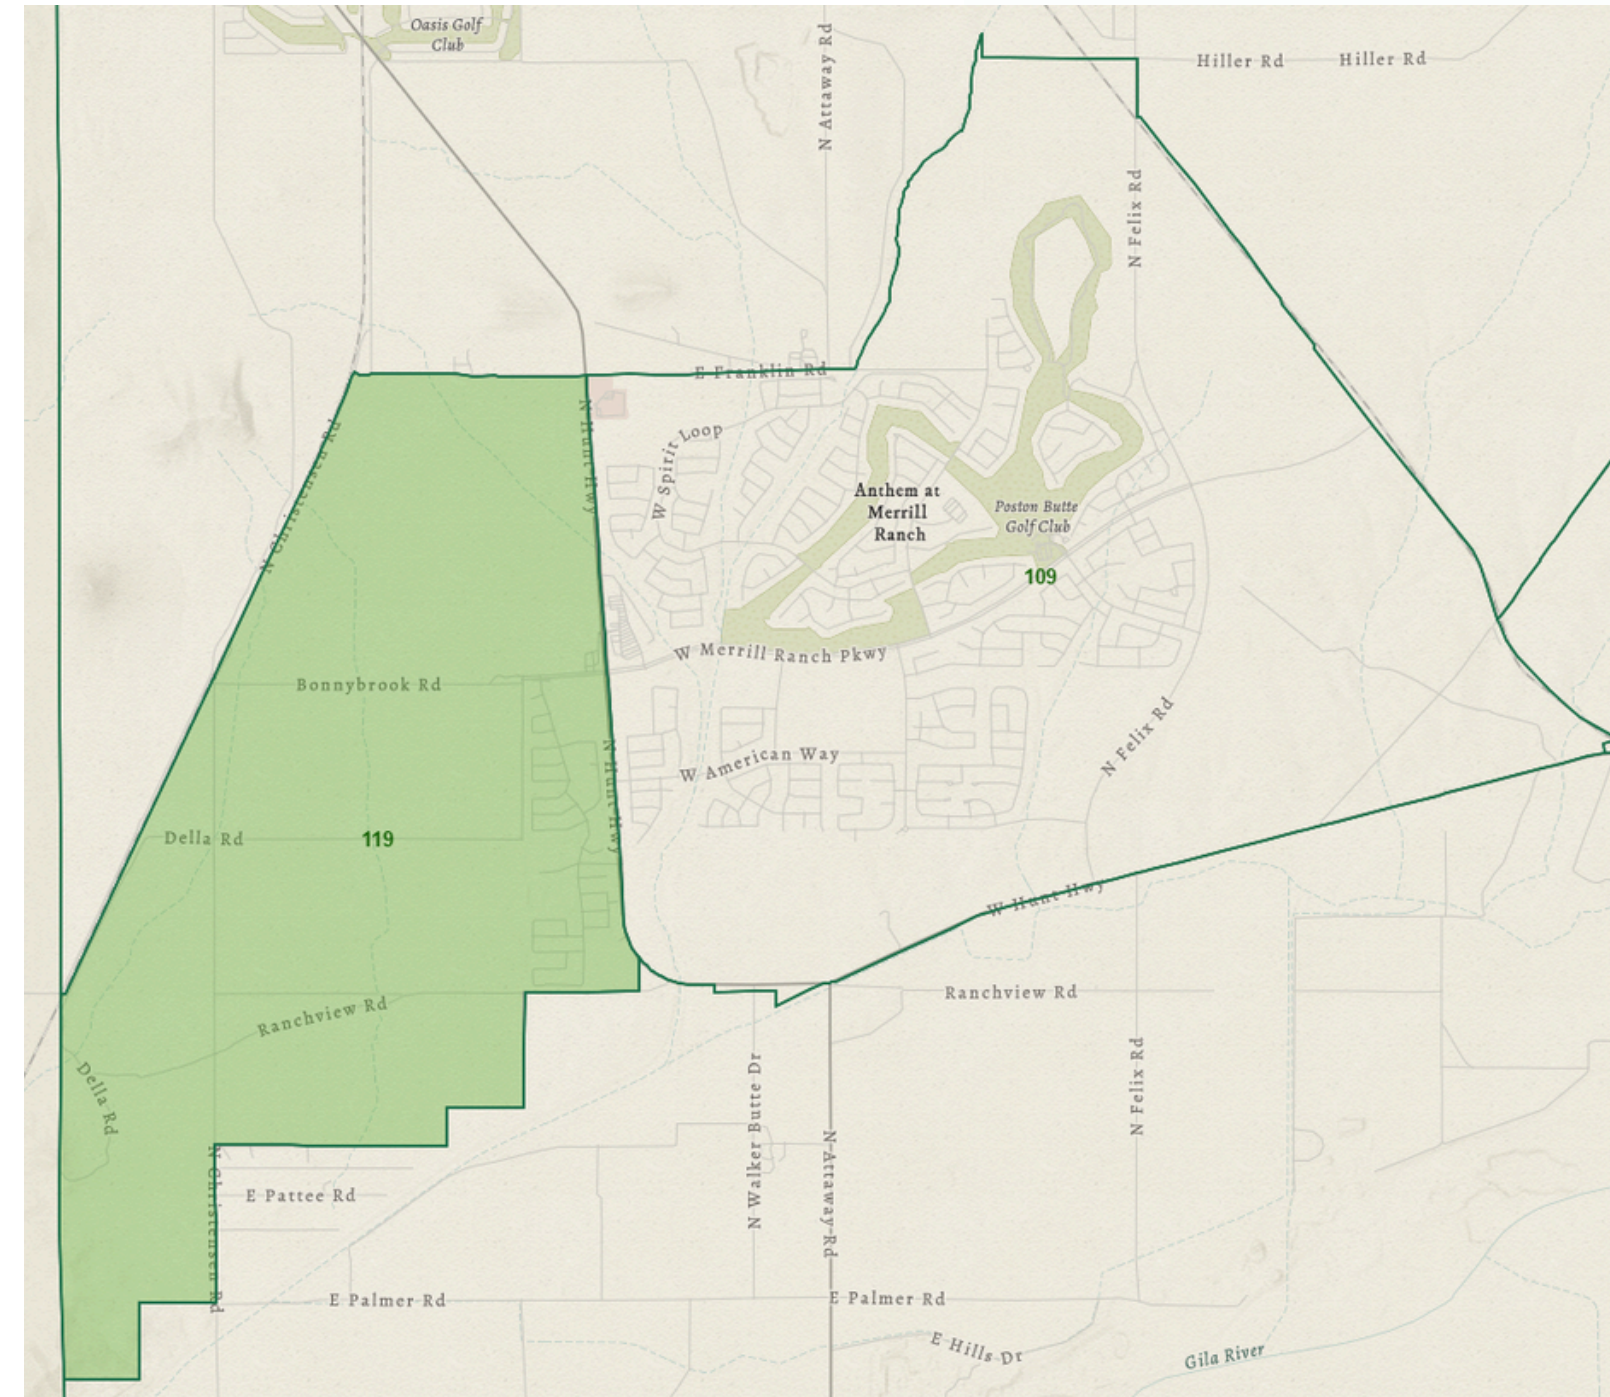 Oasis Golf
Club
N Attaway Rd
Hiller Rd
Hiller Rd
N Felix Rd
E Franklin Rd
N Christensen Rd
N Hunt Hwy
W Spirit Loop
Anthem at
Merrill
Ranch
Poston Butte
Golf Club
109
W Merrill Ranch Pkwy
Bonnybrook Rd
N Hunt Hwy
W American Way
N Felix Rd
Della Rd
119
W Hunt Hwy
Ranchview Rd
Ranchview Rd
Della Rd
N Walker Butte Dr
N Attaway Rd
N Felix Rd
N Christensen Rd
E Pattee Rd
E Palmer Rd
E Palmer Rd
E Hills Dr
Gila River